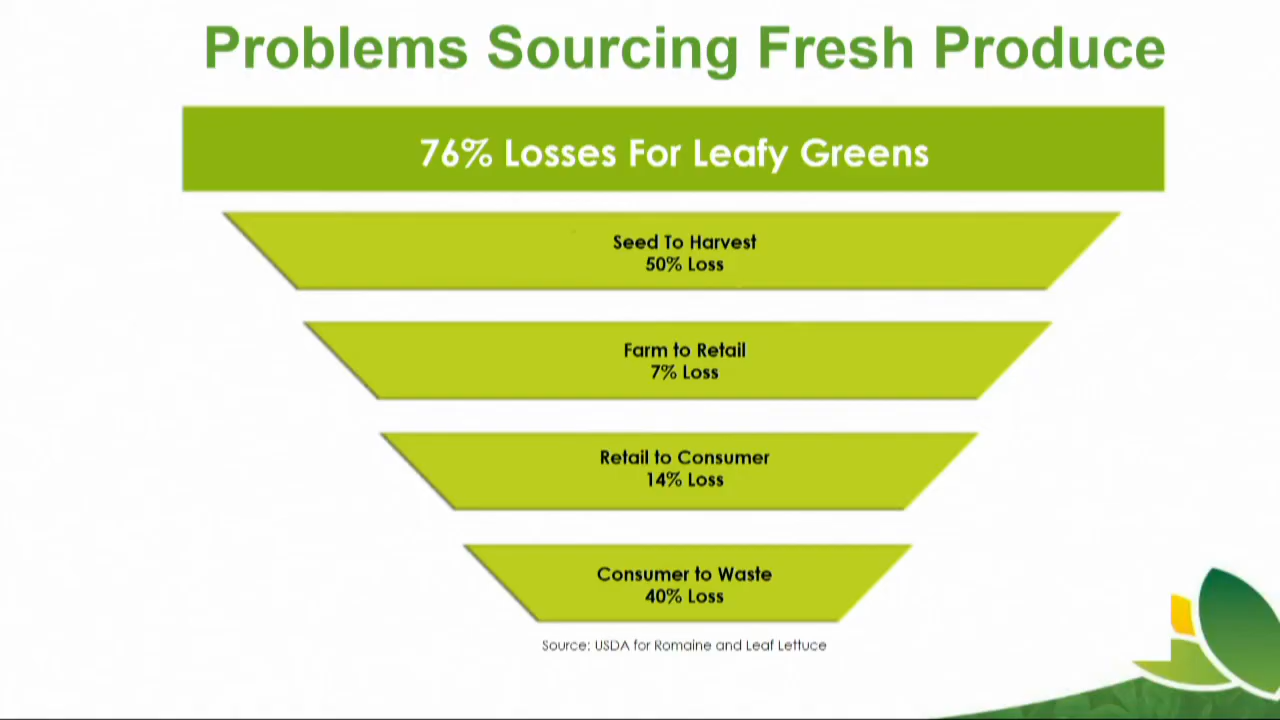 Problems Sourcing Fresh Produce
76% Losses For Leafy Greens
Seed To Harvest
50% Loss
Farm to Retail
7% Loss
Retail to Consumer
14% Loss
Consumer to Waste
40% Loss
Source: USDA for Romaine and Leaf Lettuce